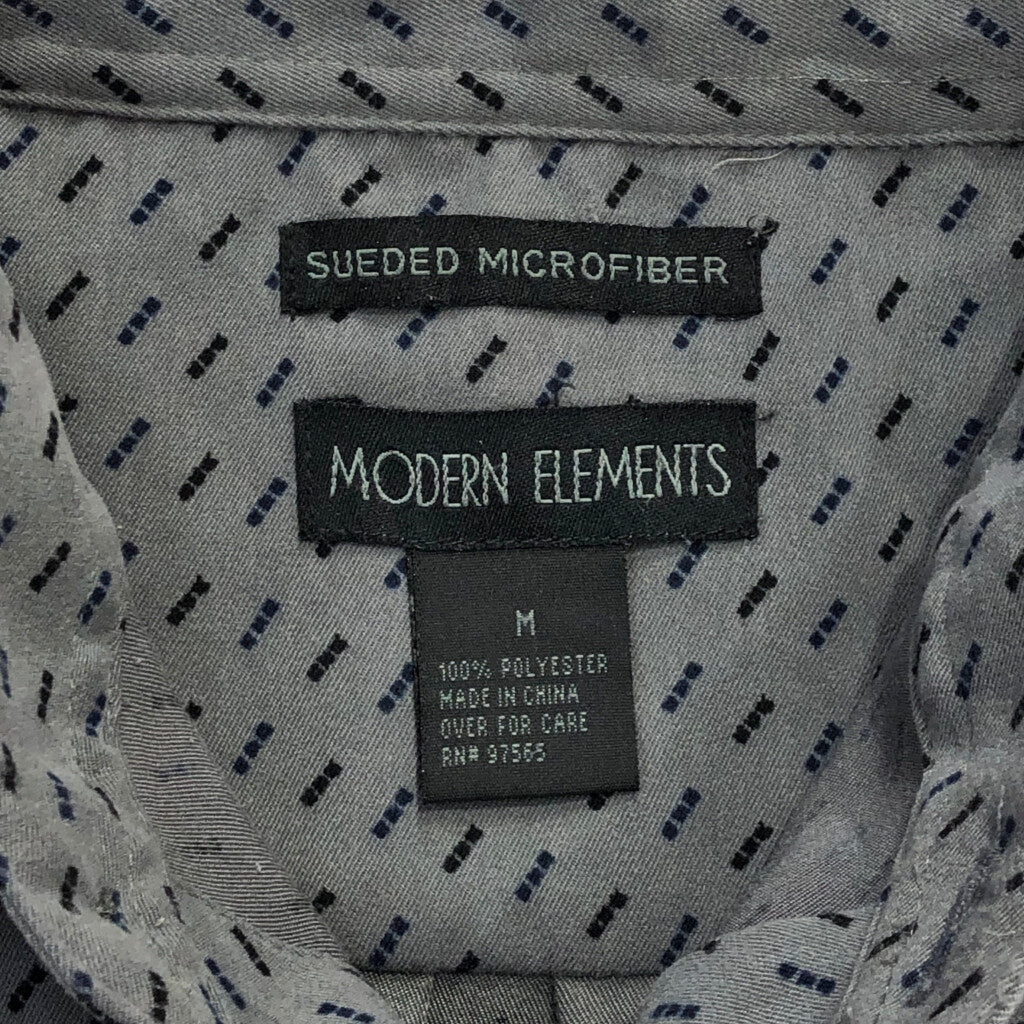 SUEDED MICROFIBER
MODERN ELEMENTS
M
100% POLYESTER
MADE IN CHINA
OVER FOR CARE
RN# 97565